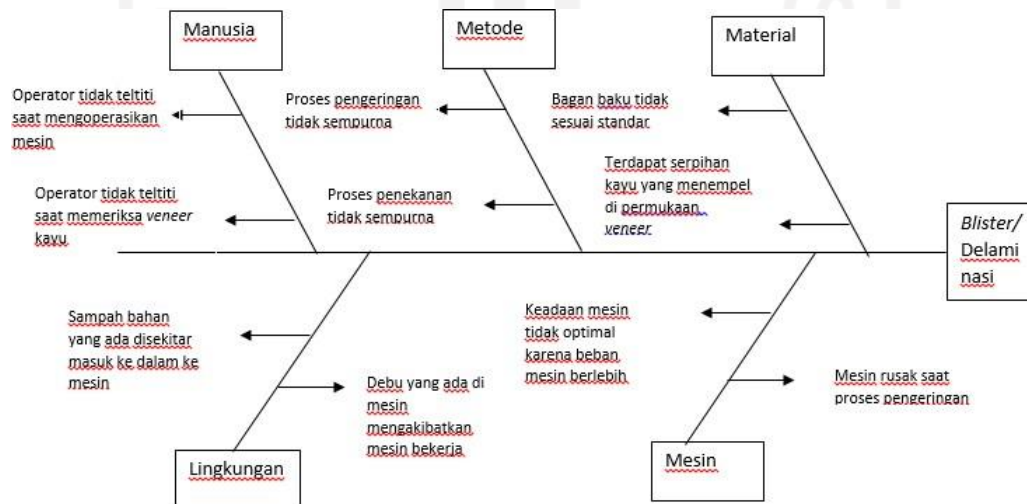 Manusia
Metode
Material
Operator tidak teltiti
saat mengoperasikan
mesin
Proses pengeringan
tidak sempurna
Bagan baku tidak
sesuai standar
Operator tidak teltiti
saat memeriksa veneer
kayu
Proses penekanan
tidak sempurna
Terdapat serpihan
kayu yang menempel
di permukaan
veneer
Blister/
Delami
nasi
Sampah bahan
yang ada disekitar
masuk ke dalam ke
mesin
Debu yang ada di
mesin
mengakibatkan
mesin bekerja
Keadaan mesin
tidak optimal
karena beban
mesin berlebih
Mesin rusak saat
proses pengeringan
Lingkungan
Mesin